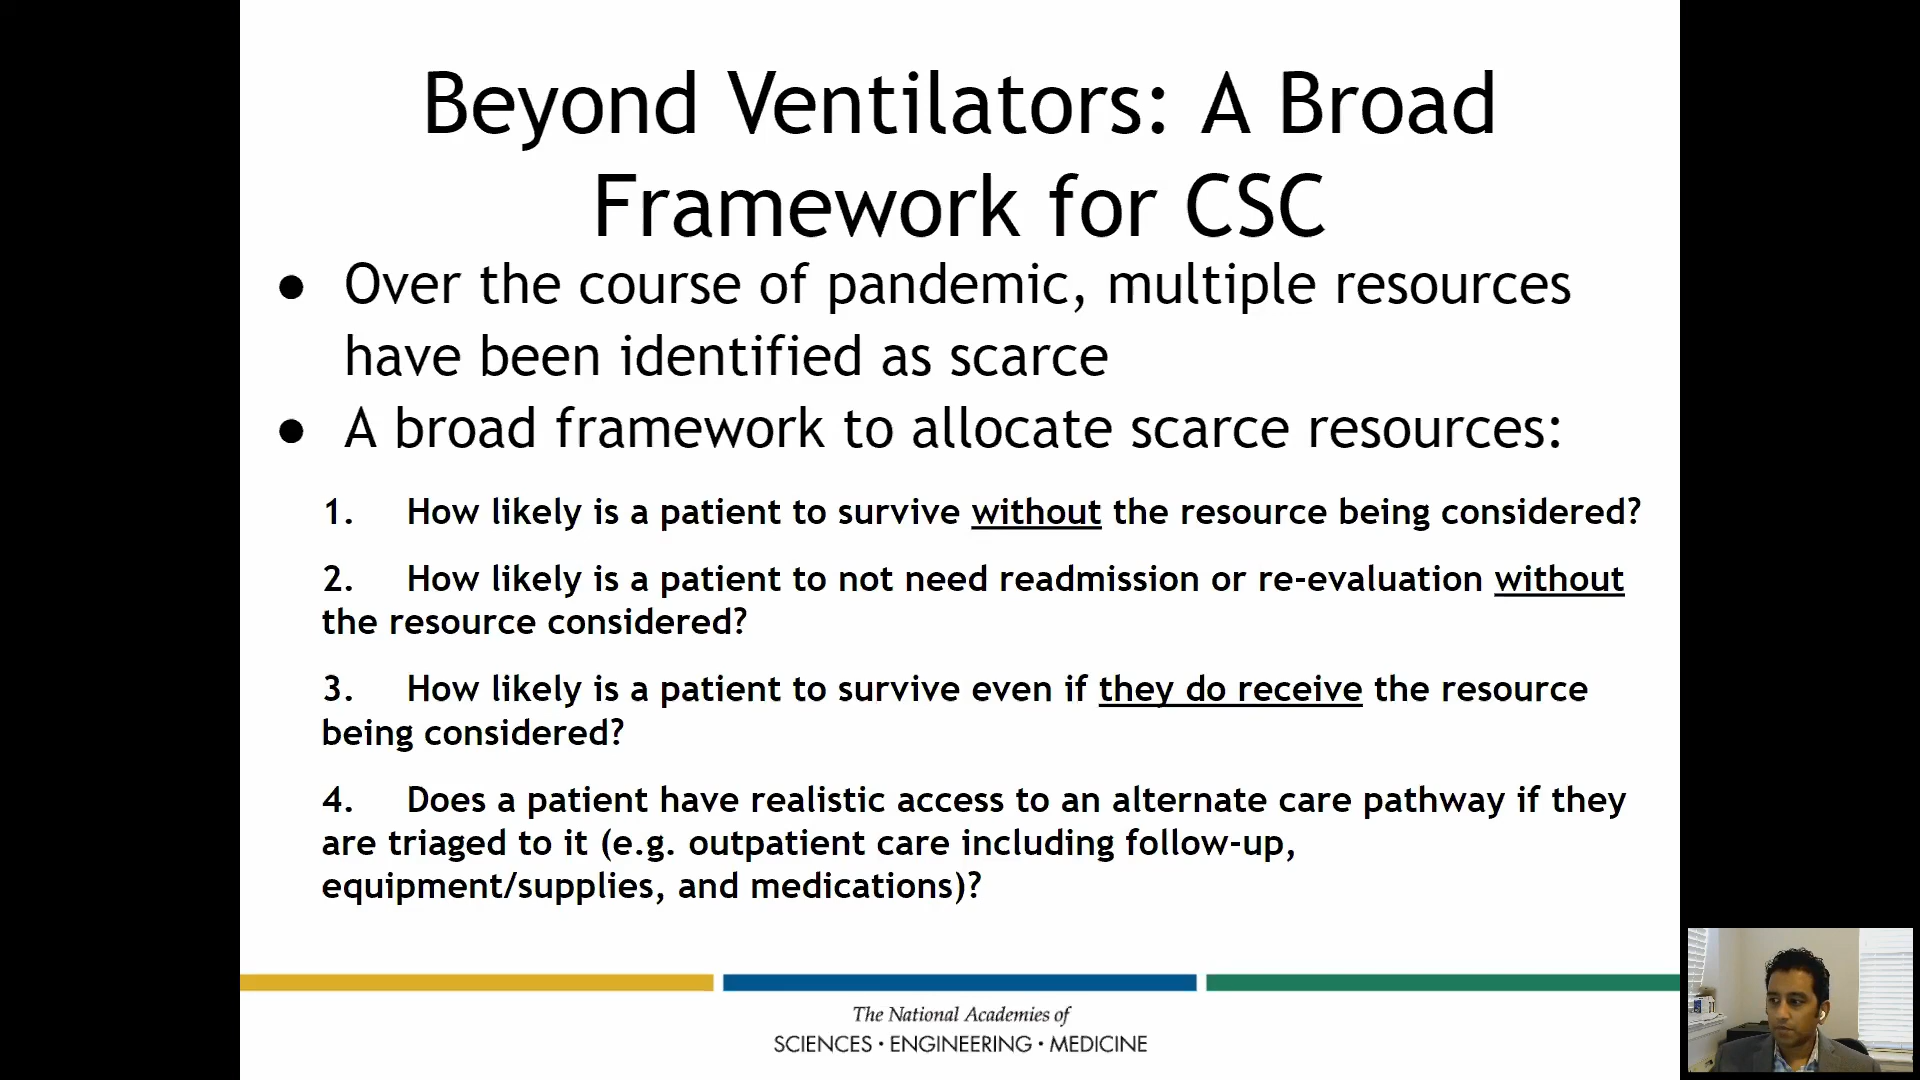 Beyond Ventilators: A Broad
Framework for CSC
● Over the course of pandemic, multiple resources
have been identified as scarce
● A broad framework to allocate scarce resources:
1. How likely is a patient to survive without the resource being considered?
2. How likely is a patient to not need readmission or re-evaluation without
the resource considered?
3. How likely is a patient to survive even if they do receive the resource
being considered?
4. Does a patient have realistic access to an alternate care pathway if they
are triaged to it (e.g. outpatient care including follow-up,
equipment/supplies, and medications)?
The National Academies of
SCIENCES · ENGINEERING · MEDICINE